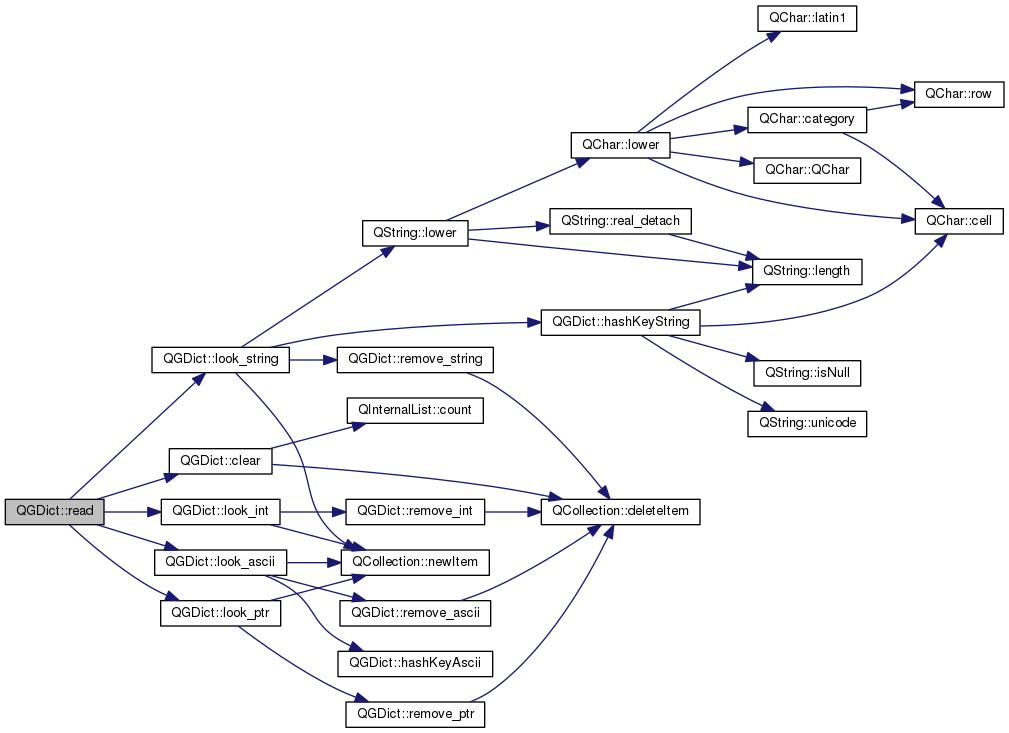 QChar::latin1
QChar::row
QChar::category
QChar::lower
QChar::QChar
QString::real_detach
QChar::cell
QString::lower
QString::length
QGDict::hashKeyString
QGDict::look_string
QGDict::remove_string
QString::isNull
QInternalList::count
QString::unicode
QGDict::clear
QGDict::read
QGDict::look_int
QGDict::remove_int
QCollection::deleteItem
QGDict::look_ascii
QCollection::newItem
QGDict::look_ptr
QGDict::remove_ascii
QGDict::hashKeyAscii
QGDict::remove_ptr